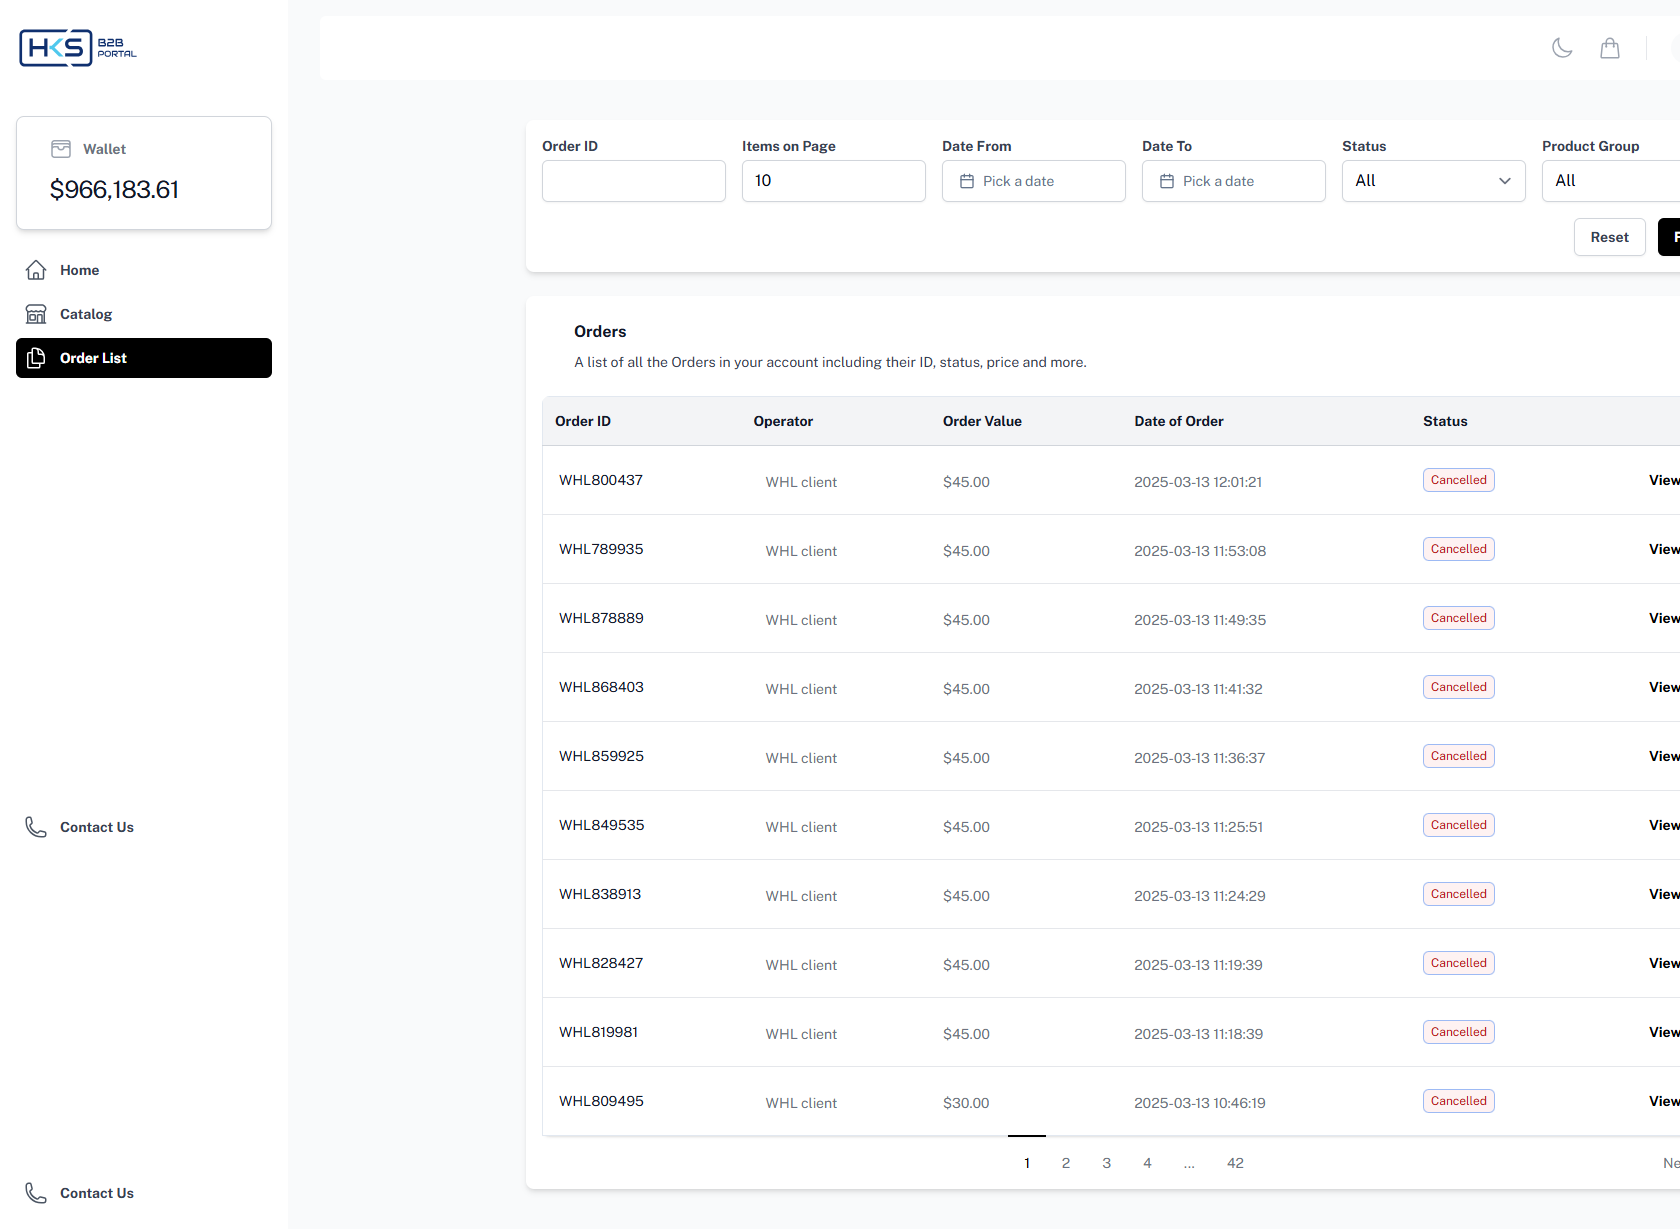 HKS B2B PORTAL
Wallet
$966,183.61
Home
Catalog
Order List
Contact Us
Contact Us
Order ID Items on Page Date From Date To Status Product Group
10 Pick a date Pick a date All All
Reset
Orders
A list of all the Orders in your account including their ID, status, price and more.
Order ID Operator Order Value Date of Order Status
WHL800437 WHL client $45.00 2025-03-13 12:01:21 Cancelled View
WHL789935 WHL client $45.00 2025-03-13 11:53:08 Cancelled View
WHL878889 WHL client $45.00 2025-03-13 11:49:35 Cancelled View
WHL868403 WHL client $45.00 2025-03-13 11:41:32 Cancelled View
WHL859925 WHL client $45.00 2025-03-13 11:36:37 Cancelled View
WHL849535 WHL client $45.00 2025-03-13 11:25:51 Cancelled View
WHL838913 WHL client $45.00 2025-03-13 11:24:29 Cancelled View
WHL828427 WHL client $45.00 2025-03-13 11:19:39 Cancelled View
WHL819981 WHL client $45.00 2025-03-13 11:18:39 Cancelled View
WHL809495 WHL client $30.00 2025-03-13 10:46:19 Cancelled View
1 2 3 4 ... 42